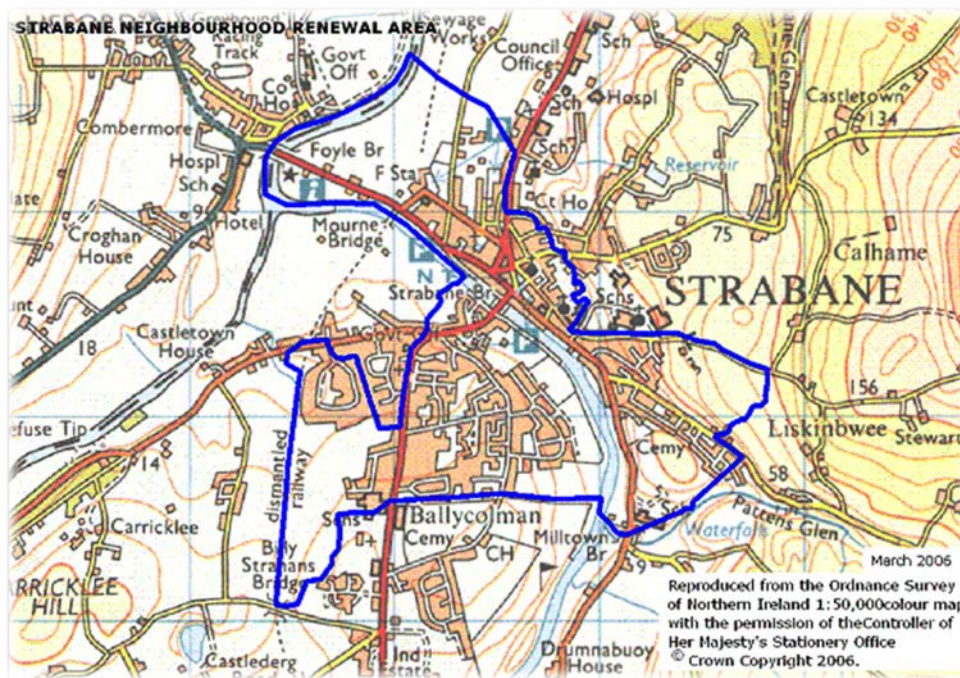 STRABANE NEIGHBOURHOOD RENEWAL AREA
Racing
Track
Govt
Off
Sewage
Works
Council
Office
Sch
Hospl
Sch
Sch
Castletown
134
Combermore
Co
Ho
Foyle Br
F Sta
Reservoir
Hospl
Sch
Ct Ho
Hotel
Croghan
House
Mourne
Bridge
75
Calhame
N T
STRABANE
Strabane Br
Schs
Castletown
House
18
156
Liskinbwee
Stewart
efuse Tip
14
dismantled
railway
Cemy
58
Pattens Glen
Carricklee
Schs
Ballycolman
Cemy
CH
Milltown
Br
Waterfalls
9
Billy
Strahans
Bridge
ARRICKLEE
HILL
Castlederg
Road
Ind
Estate
Drumnabuoy
House
March 2006
Reproduced from the Ordnance Survey
of Northern Ireland 1:50,000colour map
with the permission of theController of
Her Majesty's Stationery Office
© Crown Copyright 2006.